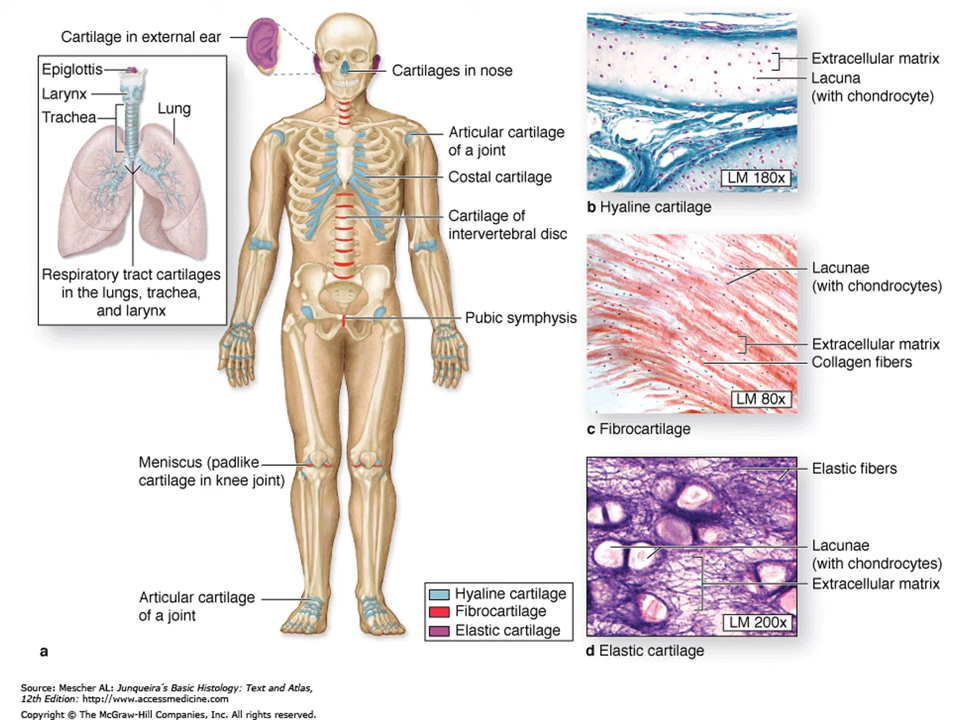 Cartilage in external ear
Epiglottis
Larynx
Trachea
Lung
Respiratory tract cartilages
in the lungs, trachea,
and larynx
Cartilages in nose
Articular cartilage
of a joint
Costal cartilage
Cartilage of
intervertebral disc
Pubic symphysis
Meniscus (padlike
cartilage in knee joint)
Articular cartilage
of a joint
Hyaline cartilage
Fibrocartilage
Elastic cartilage
a
Extracellular matrix
Lacuna
(with chondrocyte)
LM 180x
b Hyaline cartilage
Lacunae
(with chondrocytes)
Extracellular matrix
Collagen fibers
LM 80x
c Fibrocartilage
Elastic fibers
Lacunae
(with chondrocytes)
Extracellular matrix
LM 200x
d Elastic cartilage
Source: Mescher AL: Junqueira´s Basic Histology: Text and Atlas,
12th Edition: http://www.accessmedicine.com
Copyright © The McGraw-Hill Companies, Inc. All rights reserved.